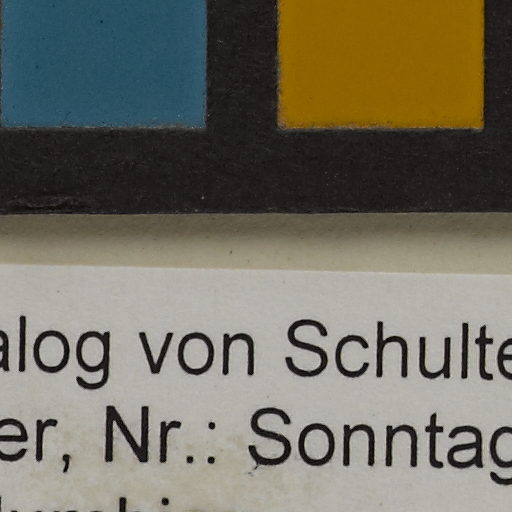 alog von Schulte
er, Nr.: Sonntag